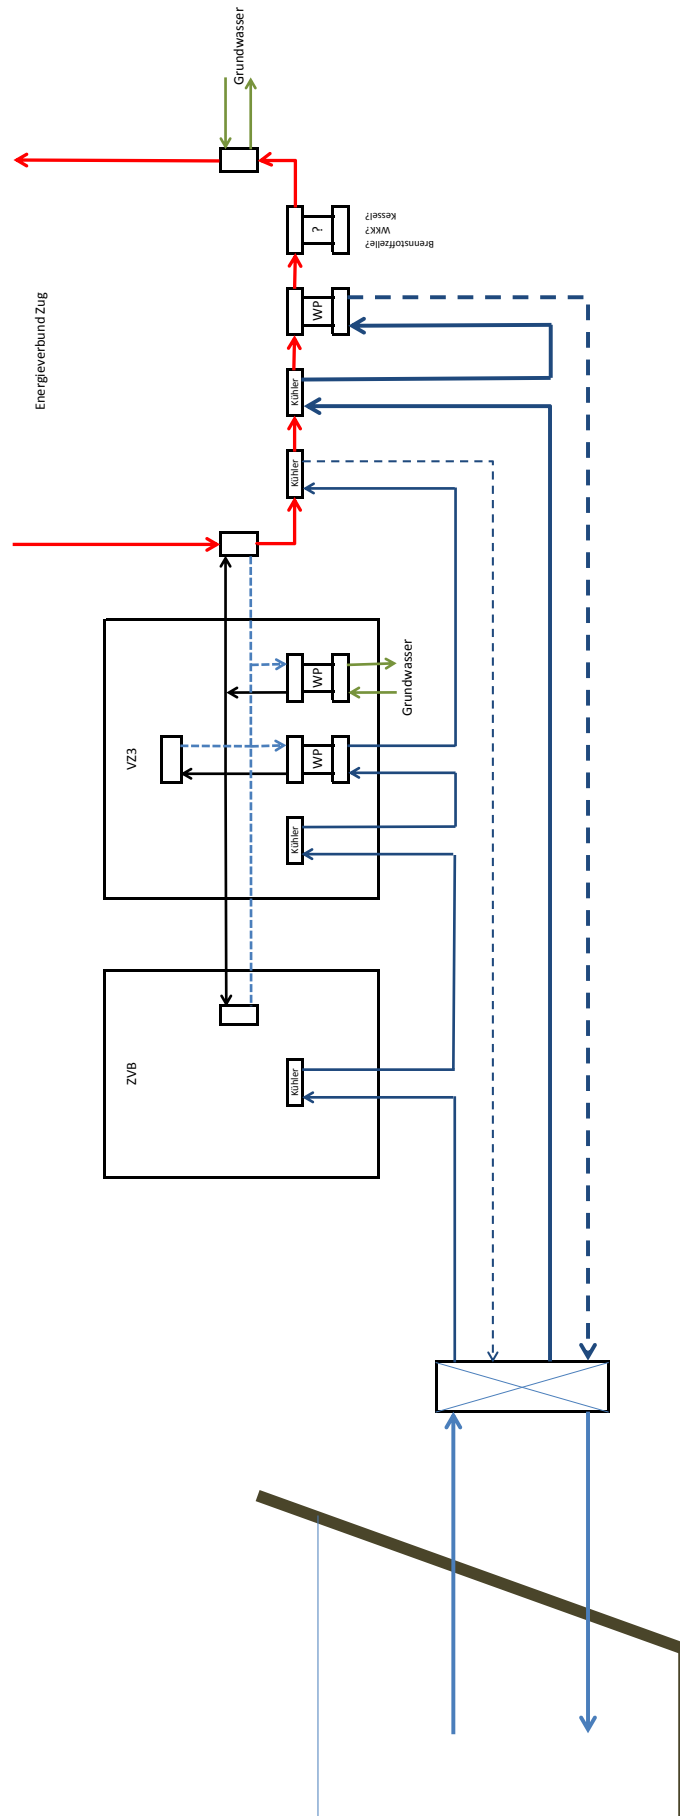 Grundwasser
Brennstoffzelle?
WKK?
Kessel?
?
Energieverbund Zug
WP
Kühler
Kühler
WP
Grundwasser
VZ3
WP
Kühler
ZVB
Kühler